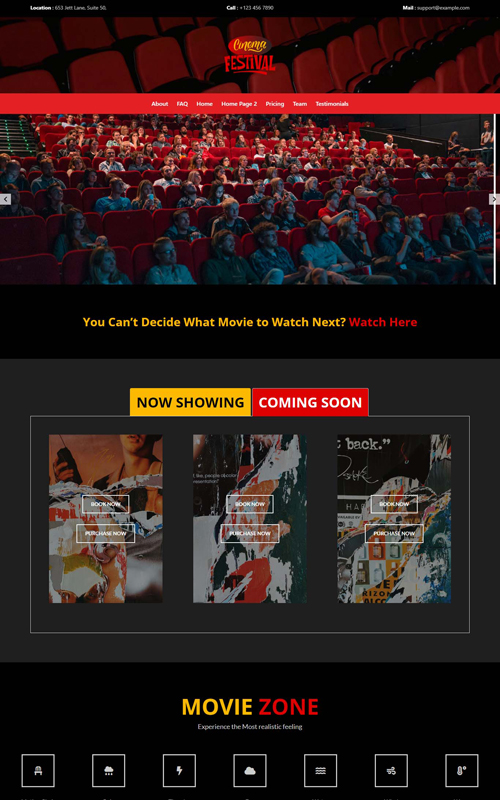 Location : 653 Jett Lane, Suite 50,
Call : +123 456 7890
Mail : support@example.com
Cinema
FESTIVAL
About FAQ Home Home Page 2 Pricing Team Testimonials
You Can't Decide What Movie to Watch Next? Watch Here
NOW SHOWING COMING SOON
t back.”
BOOK NOW BOOK NOW BOOK NOW
PURCHASE NOW PURCHASE NOW PURCHASE NOW
MOVIE ZONE
Experience the Most realistic feeling